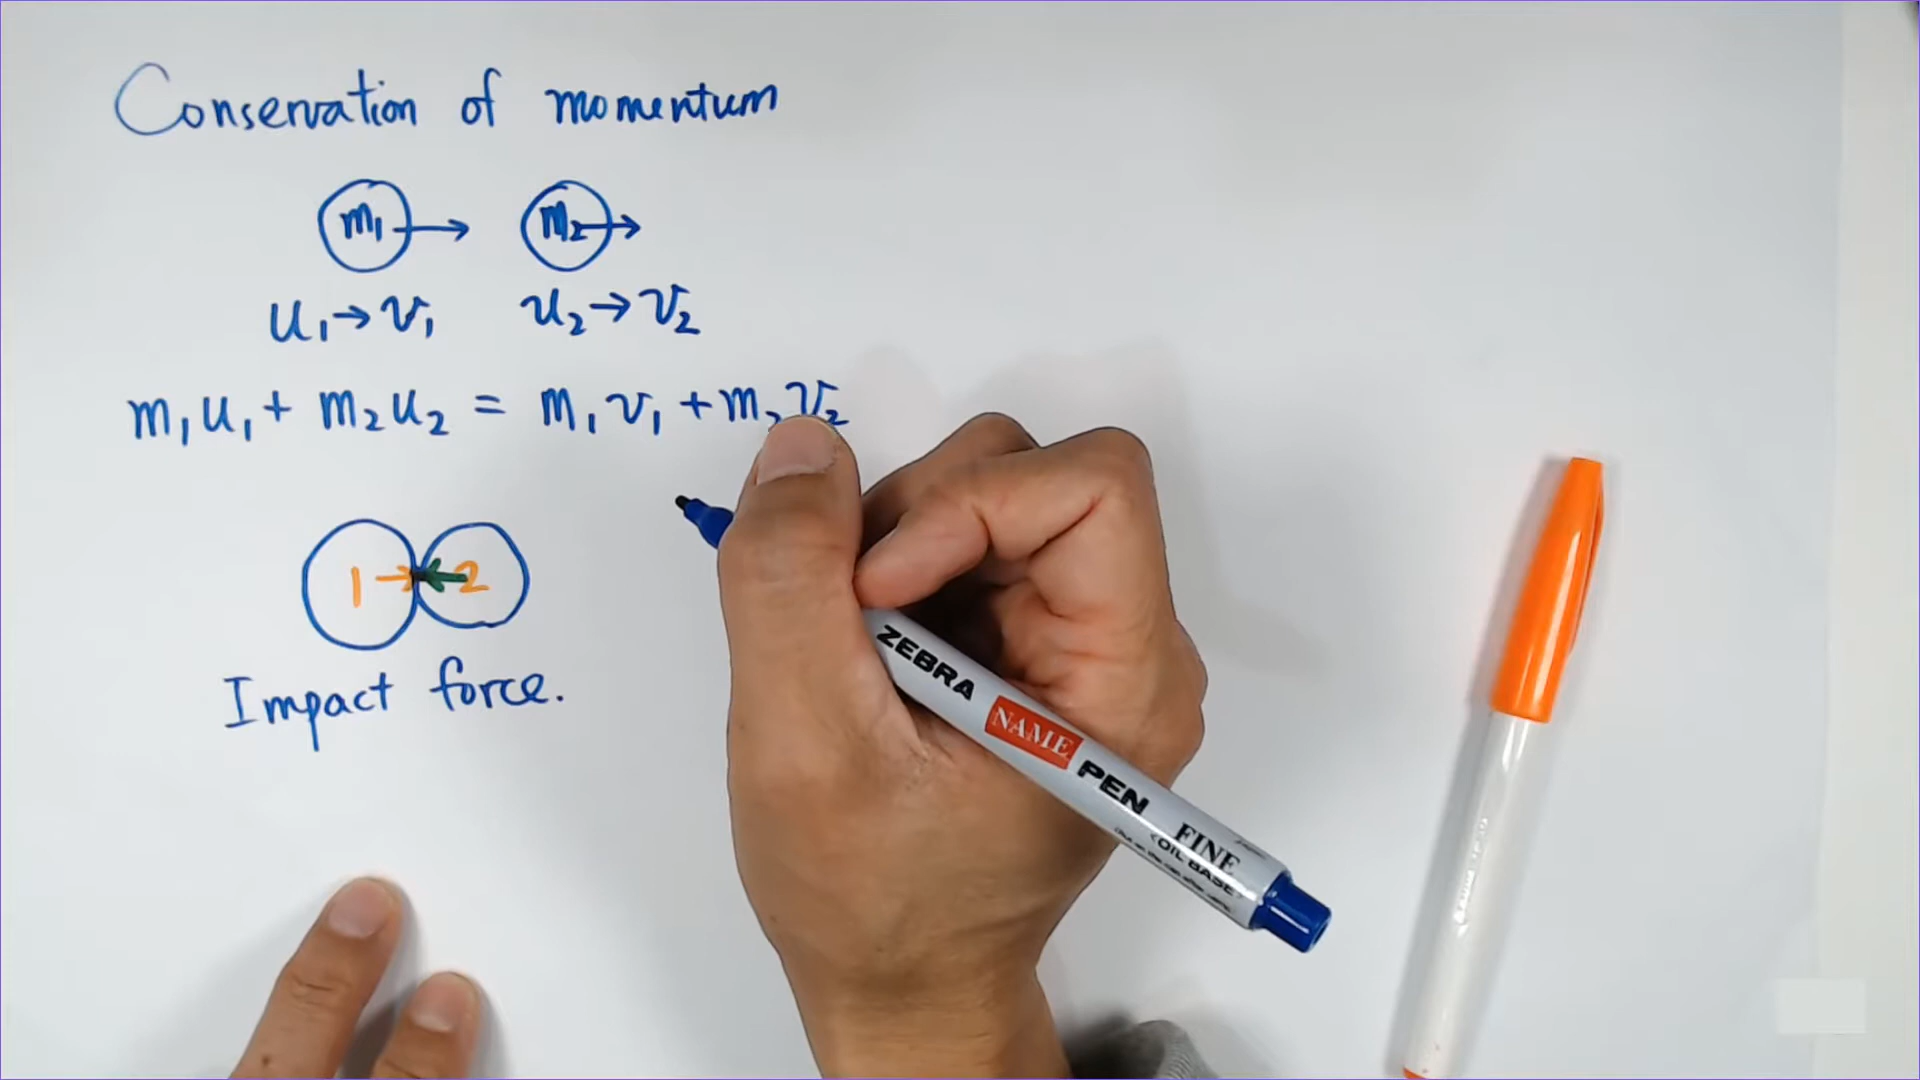 Conservation of momentum
m₁ m₂
u₁→v₁ u₂→v₂
m₁u₁ + m₂u₂ = m₁v₁ + m₂v₂
1 → ← 2
Impact force.
ZEBRA NAME PEN FINE
<OIL BASE>